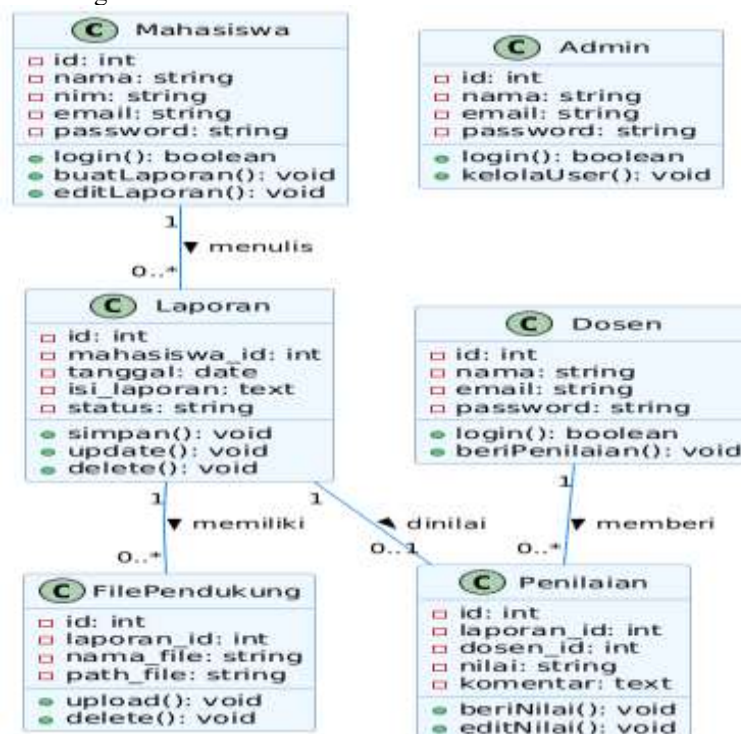 C Mahasiswa
id: int
nama: string
nim: string
email: string
password: string
login(): boolean
buatLaporan(): void
editLaporan(): void
C Admin
id: int
nama: string
email: string
password: string
login(): boolean
kelolaUser(): void
1
menulis
0..*
C Laporan
id: int
mahasiswa_id: int
tanggal: date
isi_laporan: text
status: string
simpan(): void
update(): void
delete(): void
C Dosen
id: int
nama: string
email: string
password: string
login(): boolean
beriPenilaian(): void
1
memiliki
0..*
1
dinilai
0..1
1
memberi
0..*
C FilePendukung
id: int
laporan_id: int
nama_file: string
path_file: string
upload(): void
delete(): void
C Penilaian
id: int
laporan_id: int
dosen_id: int
nilai: string
komentar: text
beriNilai(): void
editNilai(): void